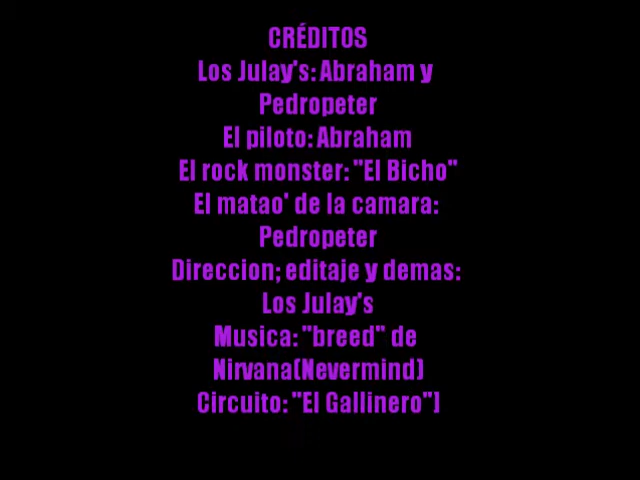 CRÉDITOS
Los Julay's: Abraham y
Pedropeter
El piloto: Abraham
El rock monster: "El Bicho"
El matao' de la camara:
Pedropeter
Direccion; editaje y demas:
Los Julay's
Musica: "breed" de
Nirvana(Nevermind)
Circuito: "El Gallinero")